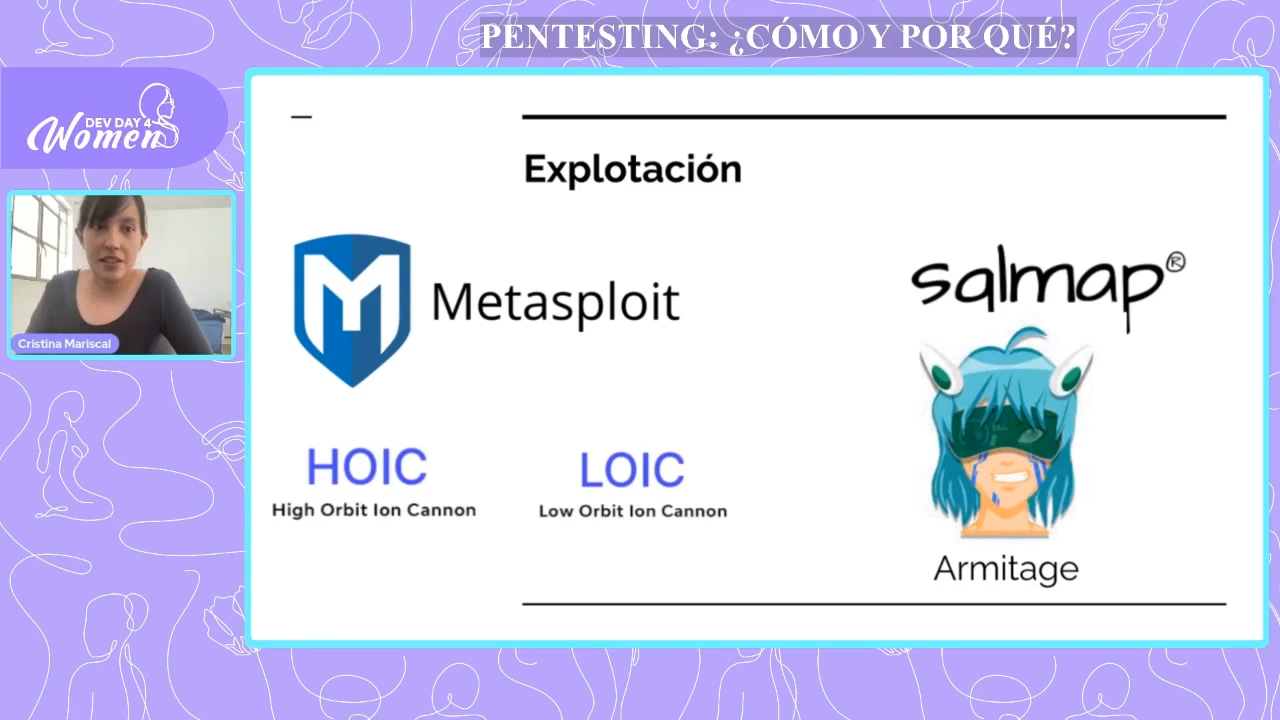 PENTESTING: ¿CÓMO Y POR QUÉ?
DEV DAY 4
Women
Cristina Mariscal
Explotación
Metasploit
sqlmap®
HOIC
High Orbit Ion Cannon
LOIC
Low Orbit Ion Cannon
Armitage